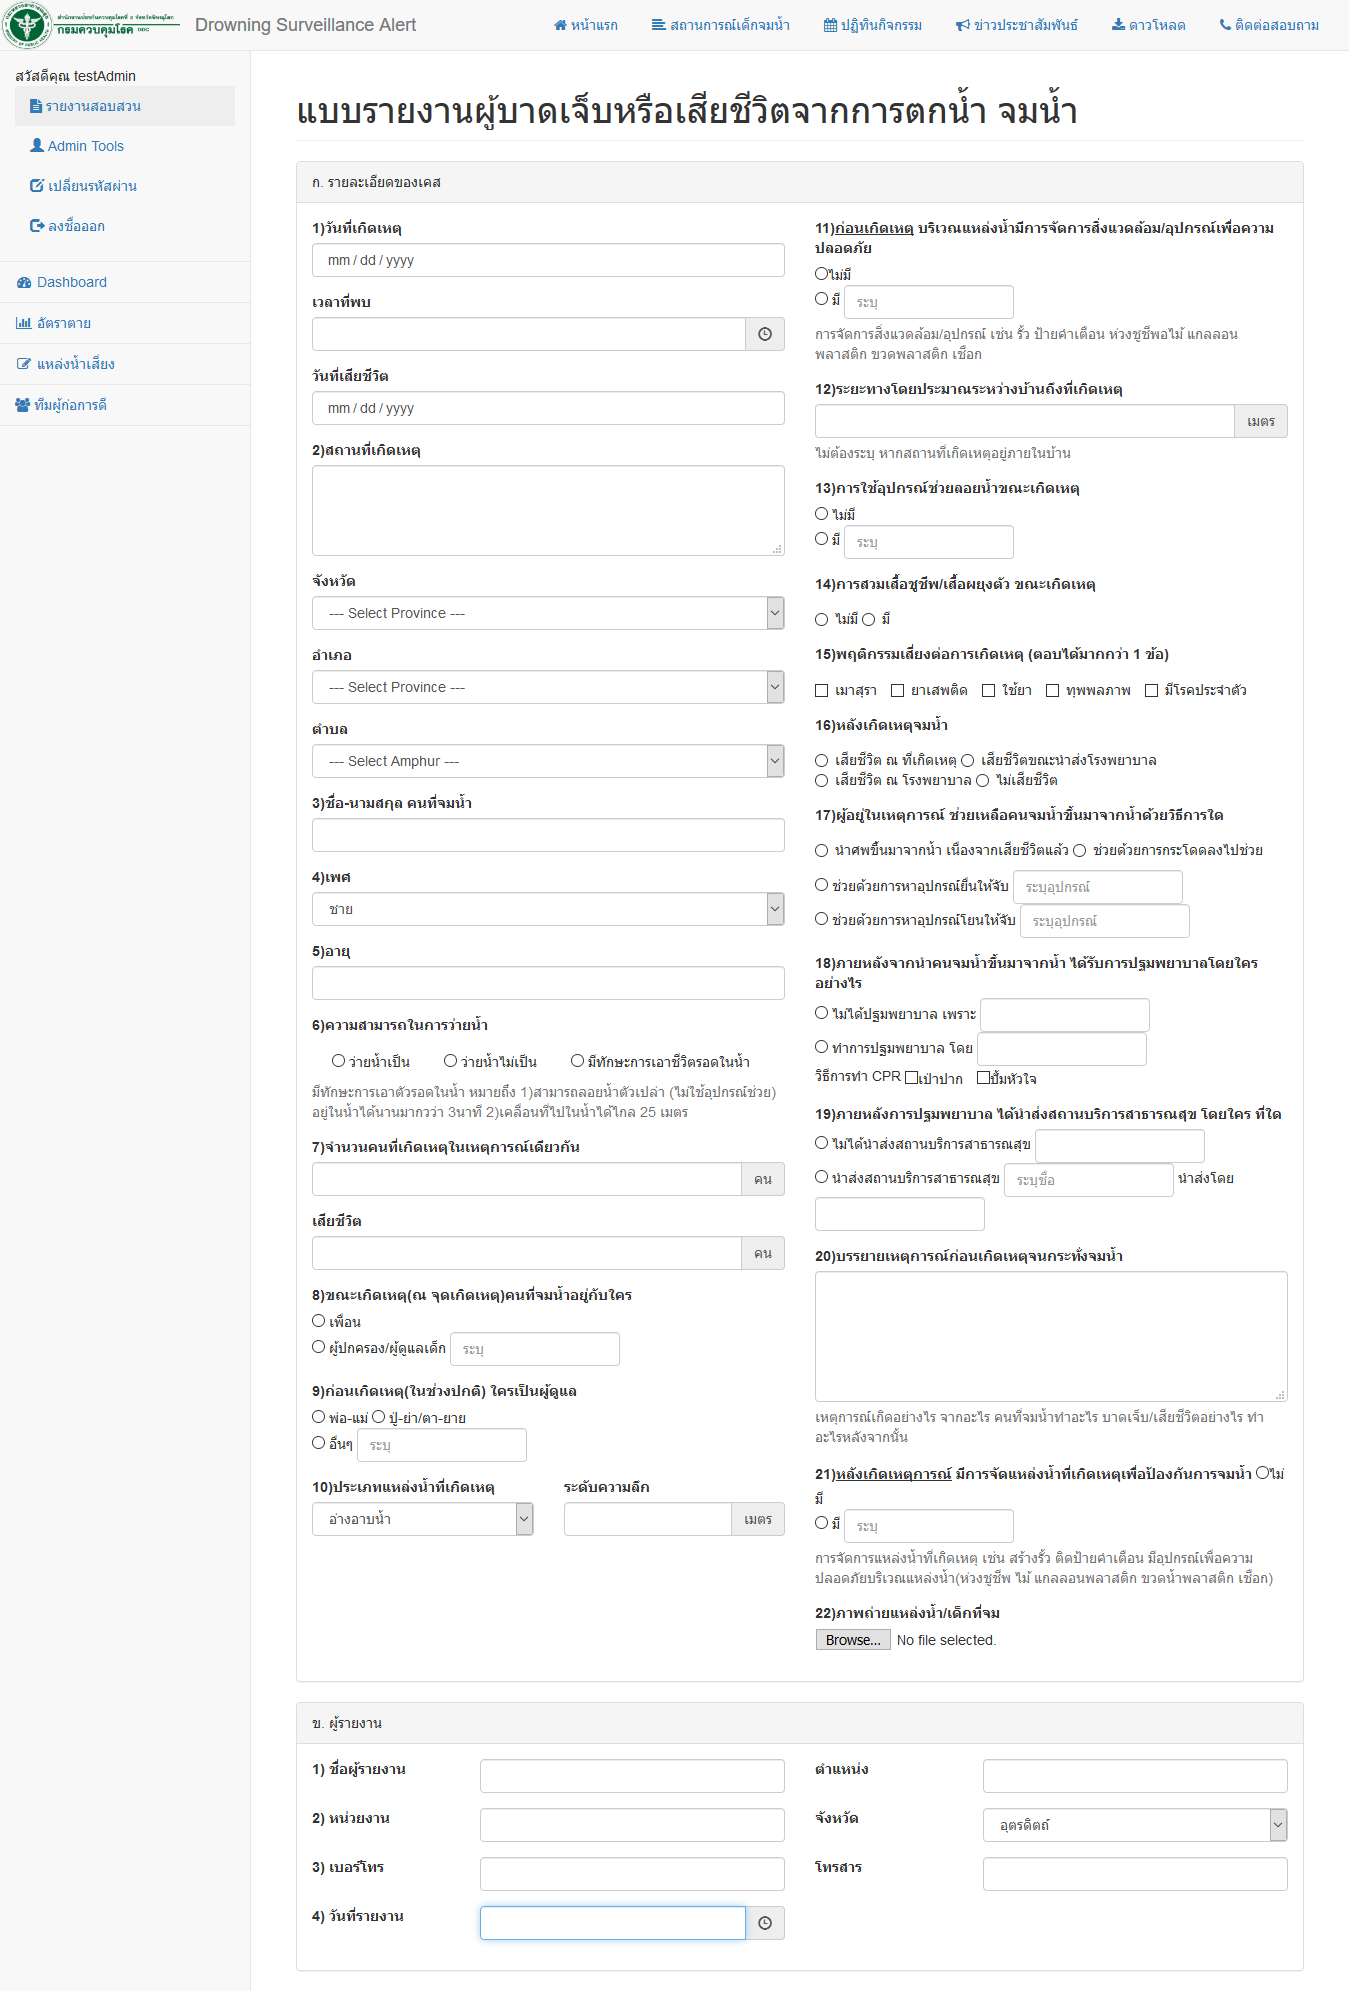 สำนักงานป้องกันควบคุมโรคที่ 2 จังหวัดพิษณุโลก
กรมควบคุมโรค DDC
Drowning Surveillance Alert
หน้าแรก
สถานการณ์เด็กจมน้ำ
ปฏิทินกิจกรรม
ข่าวประชาสัมพันธ์
ดาวโหลด
ติดต่อสอบถาม
สวัสดีคุณ testAdmin
รายงานสอบสวน
Admin Tools
เปลี่ยนรหัสผ่าน
ลงชื่อออก
Dashboard
อัตราตาย
แหล่งน้ำเสี่ยง
ทีมผู้ก่อการดี
แบบรายงานผู้บาดเจ็บหรือเสียชีวิตจากการตกน้ำ จมน้ำ
ก. รายละเอียดของเคส
1)วันที่เกิดเหตุ
mm / dd / yyyy
เวลาที่พบ
วันที่เสียชีวิต
mm / dd / yyyy
2)สถานที่เกิดเหตุ
จังหวัด
--- Select Province ---
อำเภอ
--- Select Province ---
ตำบล
--- Select Amphur ---
3)ชื่อ-นามสกุล คนที่จมน้ำ
4)เพศ
ชาย
5)อายุ
6)ความสามารถในการว่ายน้ำ
ว่ายน้ำเป็น ว่ายน้ำไม่เป็น มีทักษะการเอาชีวิตรอดในน้ำ
มีทักษะการเอาตัวรอดในน้ำ หมายถึง 1)สามารถลอยน้ำตัวเปล่า (ไม่ใช้อุปกรณ์ช่วย)
อยู่ในน้ำได้นานมากกว่า 3นาที 2)เคลื่อนที่ไปในน้ำได้ไกล 25 เมตร
7)จำนวนคนที่เกิดเหตุในเหตุการณ์เดียวกัน
คน
เสียชีวิต
คน
8)ขณะเกิดเหตุ(ณ จุดเกิดเหตุ)คนที่จมน้ำอยู่กับใคร
เพื่อน
ผู้ปกครอง/ผู้ดูแลเด็ก ระบุ
9)ก่อนเกิดเหตุ(ในช่วงปกติ) ใครเป็นผู้ดูแล
พ่อ-แม่ ปู่-ย่า/ตา-ยาย
อื่นๆ ระบุ
10)ประเภทแหล่งน้ำที่เกิดเหตุ ระดับความลึก
อ่างอาบน้ำ เมตร
11)ก่อนเกิดเหตุ บริเวณแหล่งน้ำมีการจัดการสิ่งแวดล้อม/อุปกรณ์เพื่อความ
ปลอดภัย
ไม่มี
มี ระบุ
การจัดการสิ่งแวดล้อม/อุปกรณ์ เช่น รั้ว ป้ายคำเตือน ห่วงชูชีพอไม้ แกลลอน
พลาสติก ขวดพลาสติก เชือก
12)ระยะทางโดยประมาณระหว่างบ้านถึงที่เกิดเหตุ
เมตร
ไม่ต้องระบุ หากสถานที่เกิดเหตุอยู่ภายในบ้าน
13)การใช้อุปกรณ์ช่วยลอยน้ำขณะเกิดเหตุ
ไม่มี
มี ระบุ
14)การสวมเสื้อชูชีพ/เสื้อผยุงตัว ขณะเกิดเหตุ
ไม่มี มี
15)พฤติกรรมเสี่ยงต่อการเกิดเหตุ (ตอบได้มากกว่า 1 ข้อ)
เมาสุรา ยาเสพติด ใช้ยา ทุพพลภาพ มีโรคประจำตัว
16)หลังเกิดเหตุจมน้ำ
เสียชีวิต ณ ที่เกิดเหตุ เสียชีวิตขณะนำส่งโรงพยาบาล
เสียชีวิต ณ โรงพยาบาล ไม่เสียชีวิต
17)ผู้อยู่ในเหตุการณ์ ช่วยเหลือคนจมน้ำขึ้นมาจากน้ำด้วยวิธีการใด
นำศพขึ้นมาจากน้ำ เนื่องจากเสียชีวิตแล้ว ช่วยด้วยการกระโดดลงไปช่วย
ช่วยด้วยการหาอุปกรณ์ยื่นให้จับ ระบุอุปกรณ์
ช่วยด้วยการหาอุปกรณ์โยนให้จับ ระบุอุปกรณ์
18)ภายหลังจากนำคนจมน้ำขึ้นมาจากน้ำ ได้รับการปฐมพยาบาลโดยใคร
อย่างไร
ไม่ได้ปฐมพยาบาล เพราะ
ทำการปฐมพยาบาล โดย
วิธีการทำ CPR เป่าปาก ปั๊มหัวใจ
19)ภายหลังการปฐมพยาบาล ได้นำส่งสถานบริการสาธารณสุข โดยใคร ที่ใด
ไม่ได้นำส่งสถานบริการสาธารณสุข
นำส่งสถานบริการสาธารณสุข ระบุชื่อ นำส่งโดย
20)บรรยายเหตุการณ์ก่อนเกิดเหตุจนกระทั่งจมน้ำ
เหตุการณ์เกิดอย่างไร จากอะไร คนที่จมน้ำทำอะไร บาดเจ็บ/เสียชีวิตอย่างไร ทำ
อะไรหลังจากนั้น
21)หลังเกิดเหตุการณ์ มีการจัดแหล่งน้ำที่เกิดเหตุเพื่อป้องกันการจมน้ำ ไม่
มี
มี ระบุ
การจัดการแหล่งน้ำที่เกิดเหตุ เช่น สร้างรั้ว ติดป้ายคำเตือน มีอุปกรณ์เพื่อความ
ปลอดภัยบริเวณแหล่งน้ำ(ห่วงชูชีพ ไม้ แกลลอนพลาสติก ขวดน้ำพลาสติก เชือก)
22)ภาพถ่ายแหล่งน้ำ/เด็กที่จม
Browse... No file selected.
ข. ผู้รายงาน
1) ชื่อผู้รายงาน ตำแหน่ง
2) หน่วยงาน จังหวัด อุตรดิตถ์
3) เบอร์โทร โทรสาร
4) วันที่รายงาน